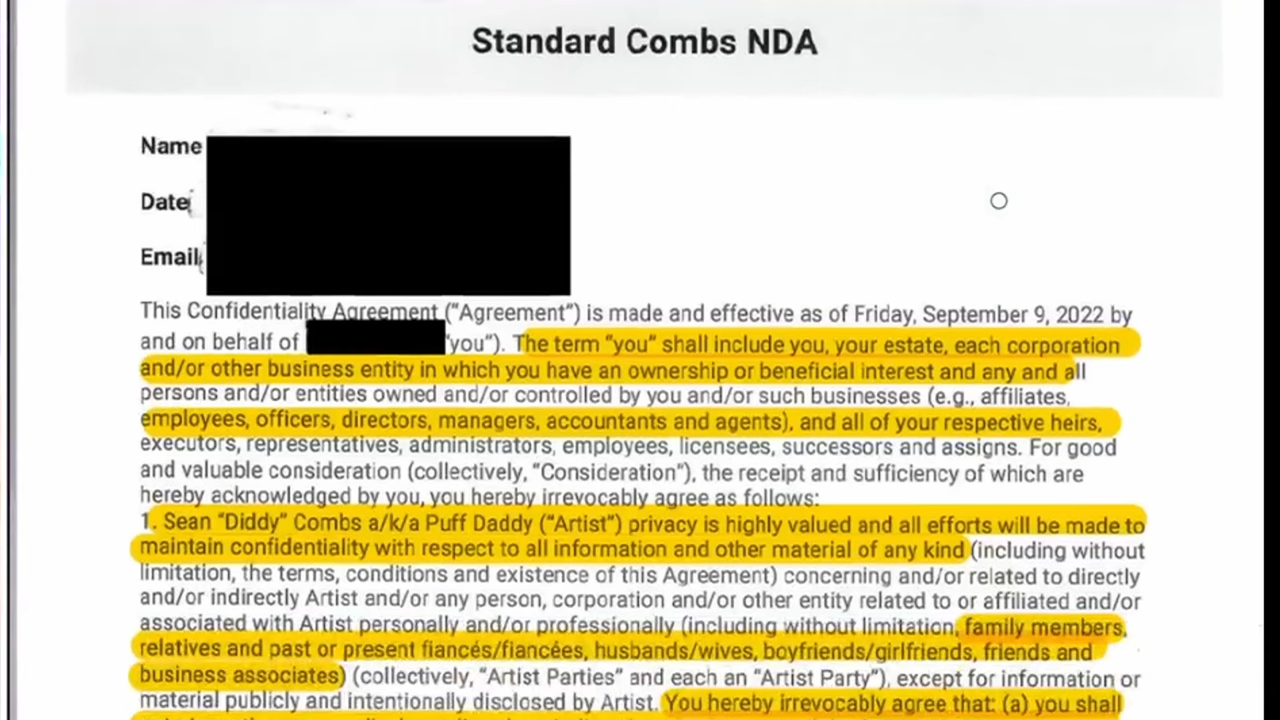 Standard Combs NDA
Name
Date
Email
This Confidentiality Agreement (“Agreement”) is made and effective as of Friday, September 9, 2022 by
and on behalf of "you”). The term “you” shall include you, your estate, each corporation
and/or other business entity in which you have an ownership or beneficial interest and any and all
persons and/or entities owned and/or controlled by you and/or such businesses (e.g., affiliates,
employees, officers, directors, managers, accountants and agents), and all of your respective heirs,
executors, representatives, administrators, employees, licensees, successors and assigns. For good
and valuable consideration (collectively, “Consideration”), the receipt and sufficiency of which are
hereby acknowledged by you, you hereby irrevocably agree as follows:
1. Sean “Diddy” Combs a/k/a Puff Daddy (“Artist”) privacy is highly valued and all efforts will be made to
maintain confidentiality with respect to all information and other material of any kind (including without
limitation, the terms, conditions and existence of this Agreement) concerning and/or related to directly
and/or indirectly Artist and/or any person, corporation and/or other entity related to or affiliated and/or
associated with Artist personally and/or professionally (including without limitation, family members,
relatives and past or present fiancés/fiancées, husbands/wives, boyfriends/girlfriends, friends and
business associates) (collectively, “Artist Parties” and each an “Artist Party”), except for information or
material publicly and intentionally disclosed by Artist. You hereby irrevocably agree that: (a) you shall